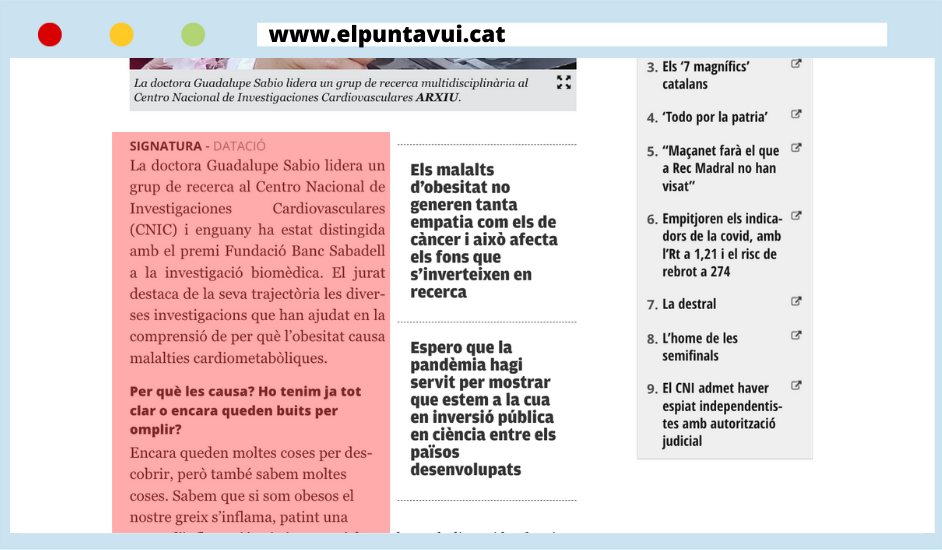 www.elpuntavui.cat
La doctora Guadalupe Sabio lidera un grup de recerca multidisciplinària al
Centro Nacional de Investigaciones Cardiovasculares ARXIU.
SIGNATURA - DATACIÓ
La doctora Guadalupe Sabio lidera un
grup de recerca al Centro Nacional de
Investigaciones Cardiovasculares
(CNIC) i enguany ha estat distingida
amb el premi Fundació Banc Sabadell
a la investigació biomèdica. El jurat
destaca de la seva trajectòria les diver-
ses investigacions que han ajudat en la
comprensió de per què l’obesitat causa
malalties cardiometabòliques.
Per què les causa? Ho tenim ja tot
clar o encara queden buits per
omplir?
Encara queden moltes coses per des-
cobrir, però també sabem moltes
coses. Sabem que si som obesos el
nostre greix s’inflama, patint una
Els malalts
d’obesitat no
generen tanta
empatia com els de
càncer i això afecta
els fons que
s’inverteixen en
recerca
Espero que la
pandèmia hagi
servit per mostrar
que estem a la cua
en inversió pública
en ciència entre els
països
desenvolupats
3. Els ‘7 magnífics’
catalans
4. ‘Todo por la patria’
5. “Maçanet farà el que
a Rec Madral no han
visat”
6. Empitjoren els indica-
dors de la covid, amb
l’Rt a 1,21 i el risc de
rebrot a 274
7. La destral
8. L’home de les
semifinals
9. El CNI admet haver
espiat independentis-
tes amb autorització
judicial